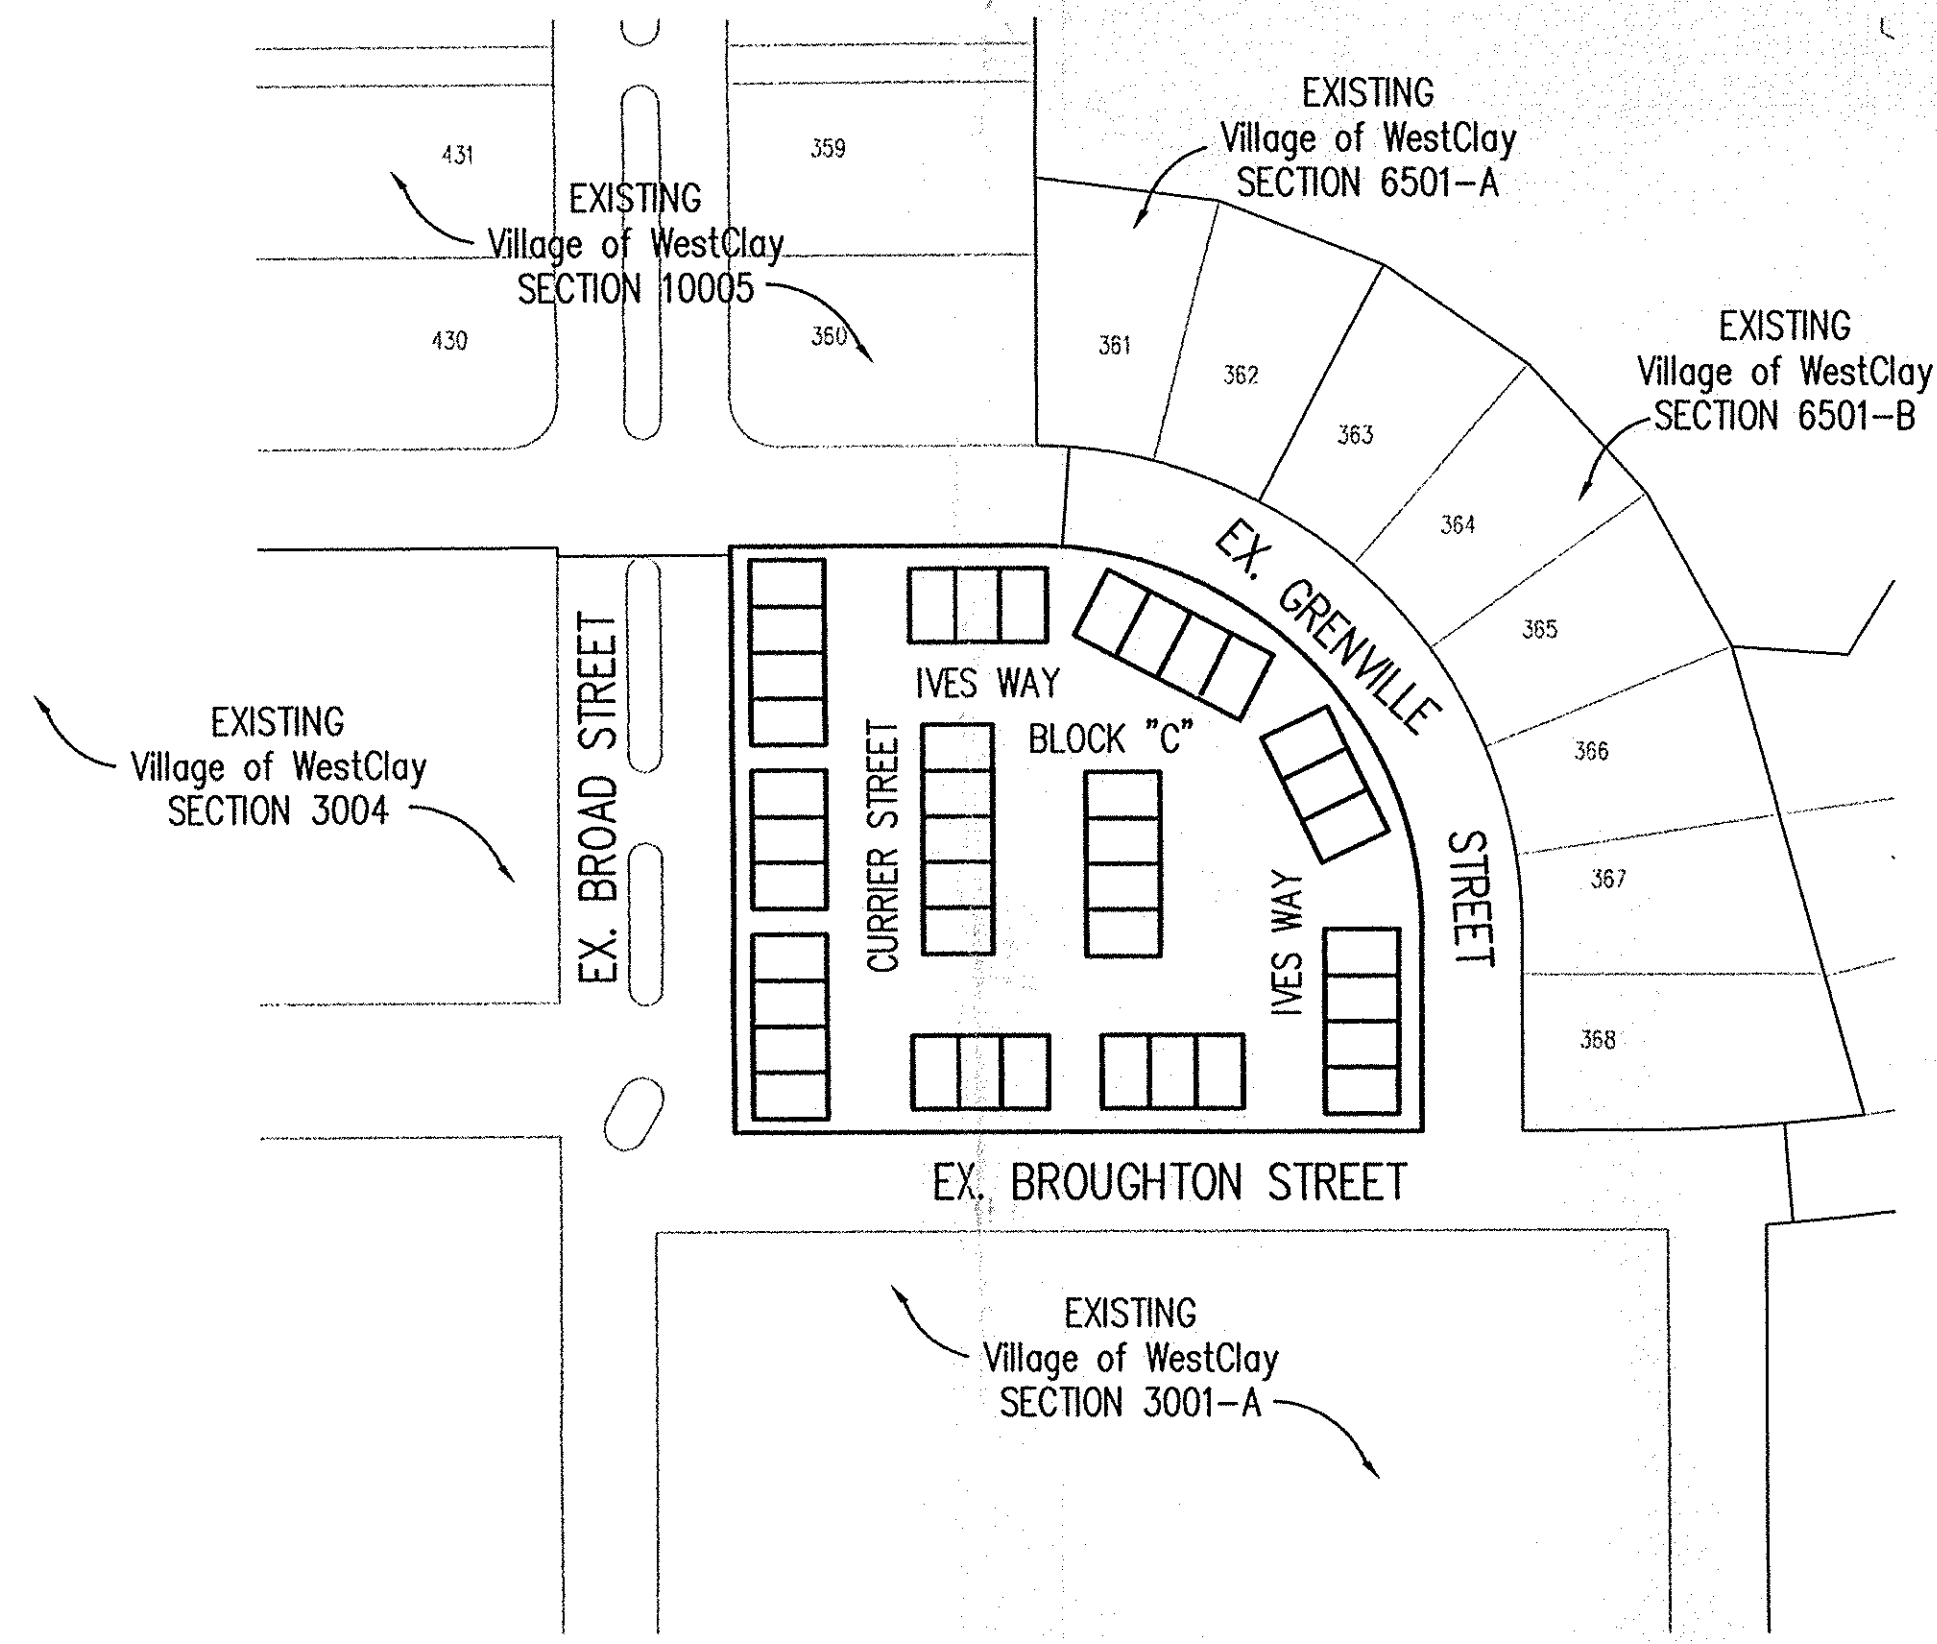 EXISTING
Village of WestClay
SECTION 6501-A
431
359
EXISTING
Village of WestClay
SECTION 10005
430
360
361
362
363
364
365
366
367
368
EXISTING
Village of WestClay
SECTION 6501-B
EX. GRENVILLE STREET
EX. BROAD STREET
IVES WAY
BLOCK "C"
CURRIER STREET
IVES WAY
EXISTING
Village of WestClay
SECTION 3004
EX. BROUGHTON STREET
EXISTING
Village of WestClay
SECTION 3001-A